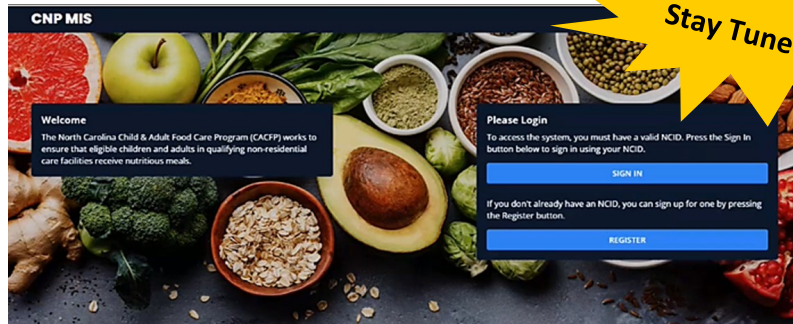 CNP MIS
Stay Tune
Welcome
The North Carolina Child & Adult Food Care Program (CACFP) works to
ensure that eligible children and adults in qualifying non-residential
care facilities receive nutritious meals.
Please Login
To access the system, you must have a valid NCID. Press the Sign In
button below to sign in using your NCID.
SIGN IN
If you don't already have an NCID, you can sign up for one by pressing
the Register button.
REGISTER